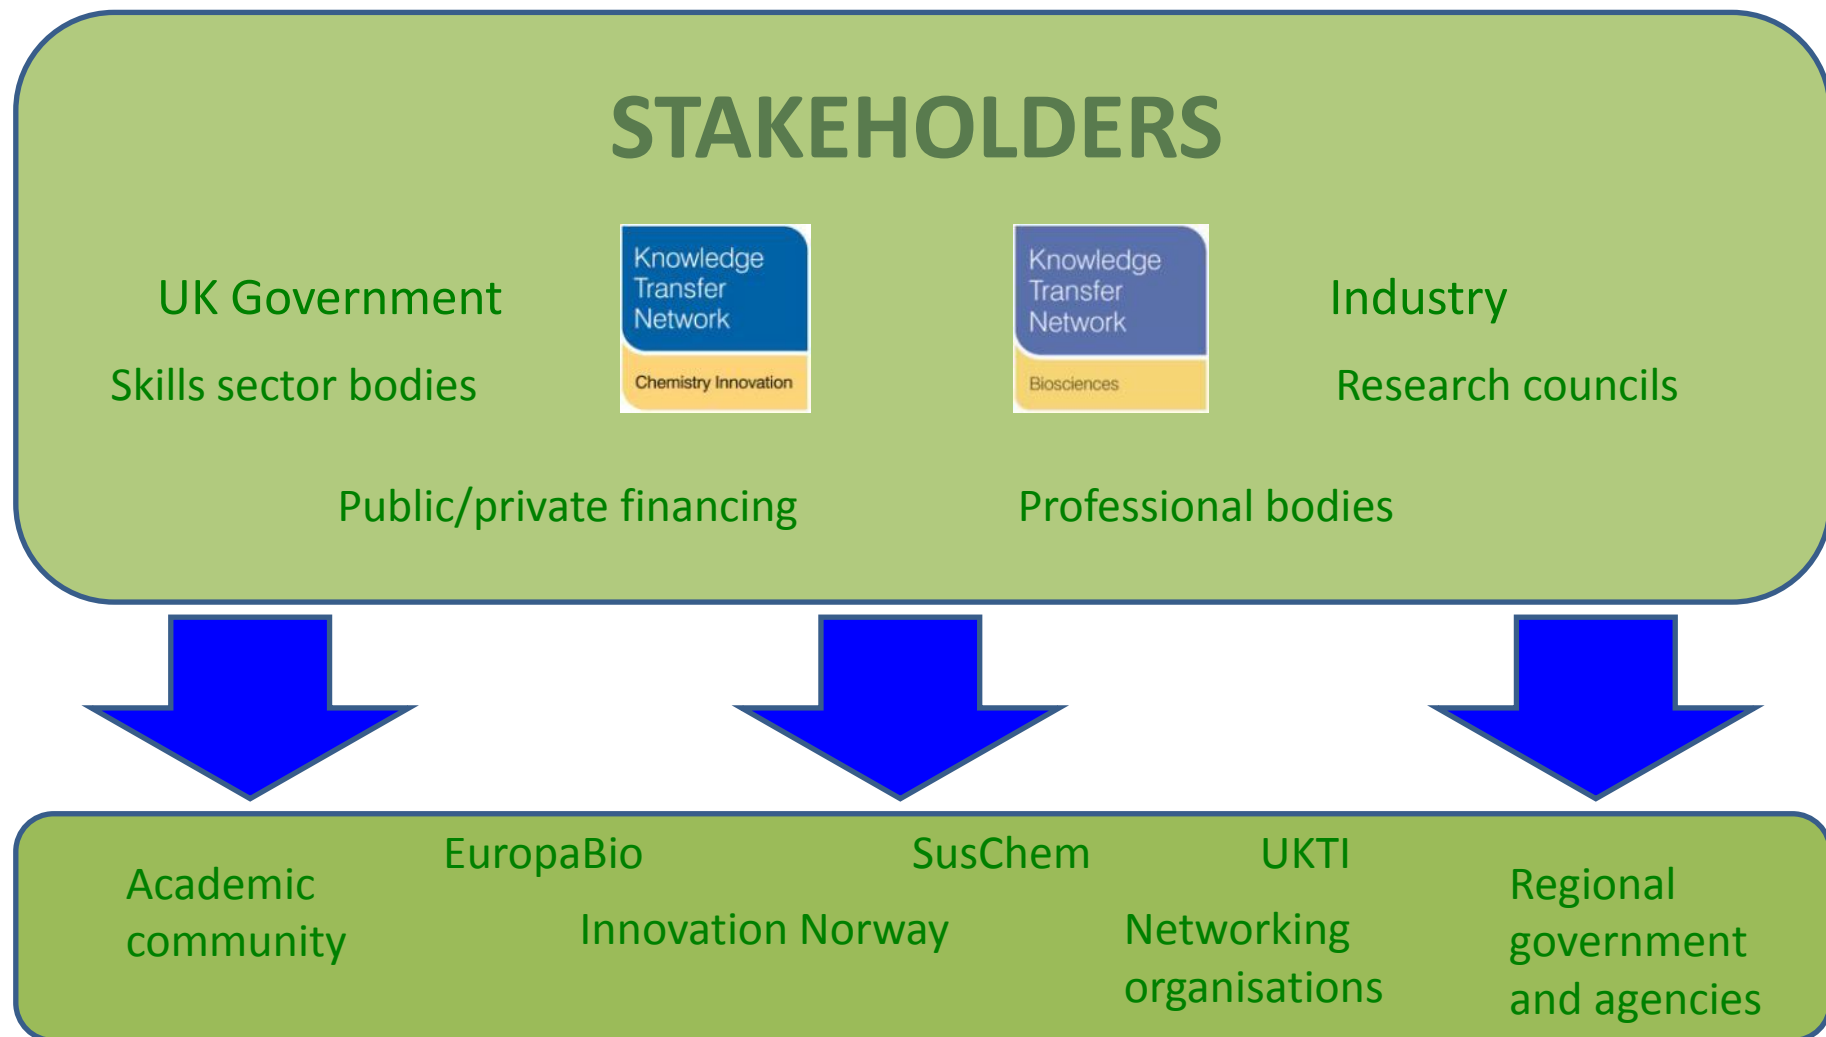 STAKEHOLDERS
Knowledge
Transfer
Network
Chemistry Innovation
Knowledge
Transfer
Network
Biosciences
UK Government
Industry
Skills sector bodies
Research councils
Public/private financing
Professional bodies
Academic
community
EuropaBio
SusChem
UKTI
Innovation Norway
Networking
organisations
Regional
government
and agencies